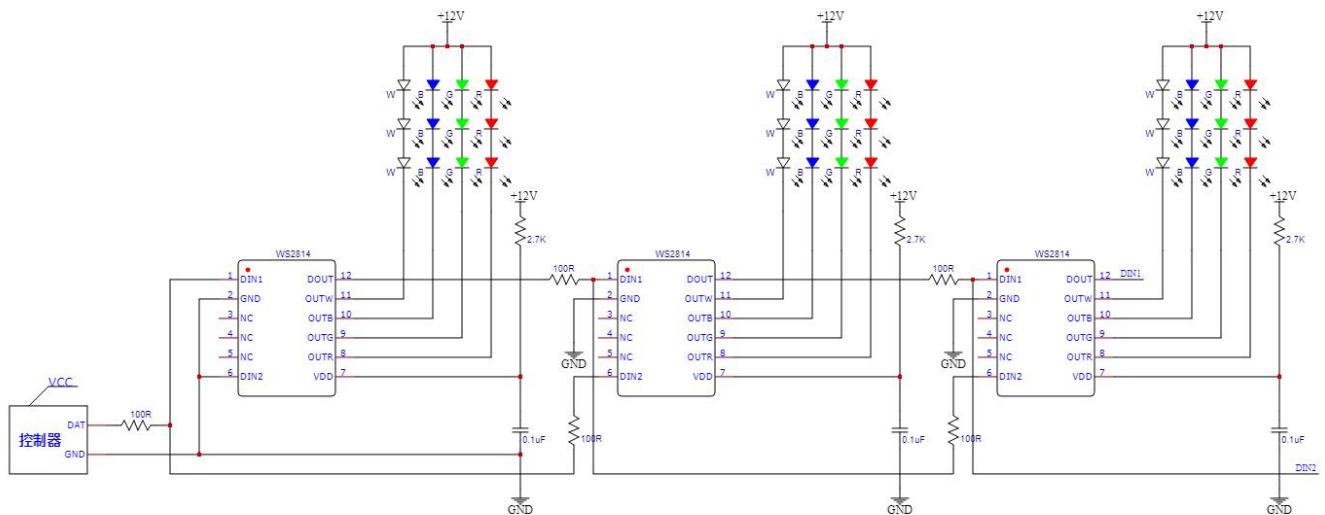 +12V +12V +12V
W B G R W B G R W B G R
W B G R W B G R W B G R
W B G R W B G R W B G R
+12V +12V +12V
2.7K 2.7K 2.7K
WS2814 WS2814 WS2814
100R 100R DIN1
1 DIN1 DOUT 12 1 DIN1 DOUT 12 1 DIN1 DOUT 12
2 GND OUTW 11 2 GND OUTW 11 2 GND OUTW 11
3 NC OUTB 10 3 NC OUTB 10 3 NC OUTB 10
4 NC OUTG 9 4 NC OUTG 9 4 NC OUTG 9
5 NC OUTR 8 5 NC OUTR 8 5 NC OUTR 8
GND GND
6 DIN2 VDD 7 6 DIN2 VDD 7 6 DIN2 VDD 7
VCC
100R
DAT
控制器
GND
0.1uF 100R 0.1uF 100R 0.1uF
DIN2
GND GND GND